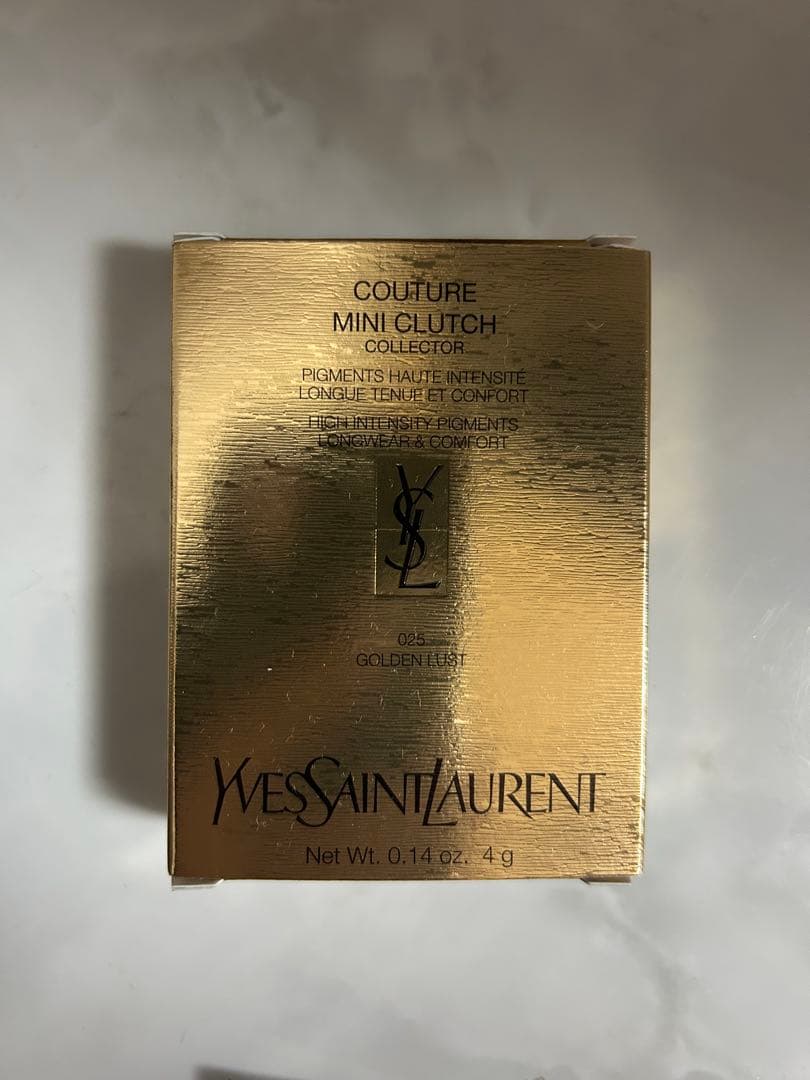 COUTURE
MINI CLUTCH
COLLECTOR
PIGMENTS HAUTE INTENSITÉ
LONGUE TENUE ET CONFORT
HIGH INTENSITY PIGMENTS
LONGWEAR & COMFORT
YSL
025
GOLDEN LUST
YVESSAINTLAURENT
Net Wt. 0.14 oz. 4 g